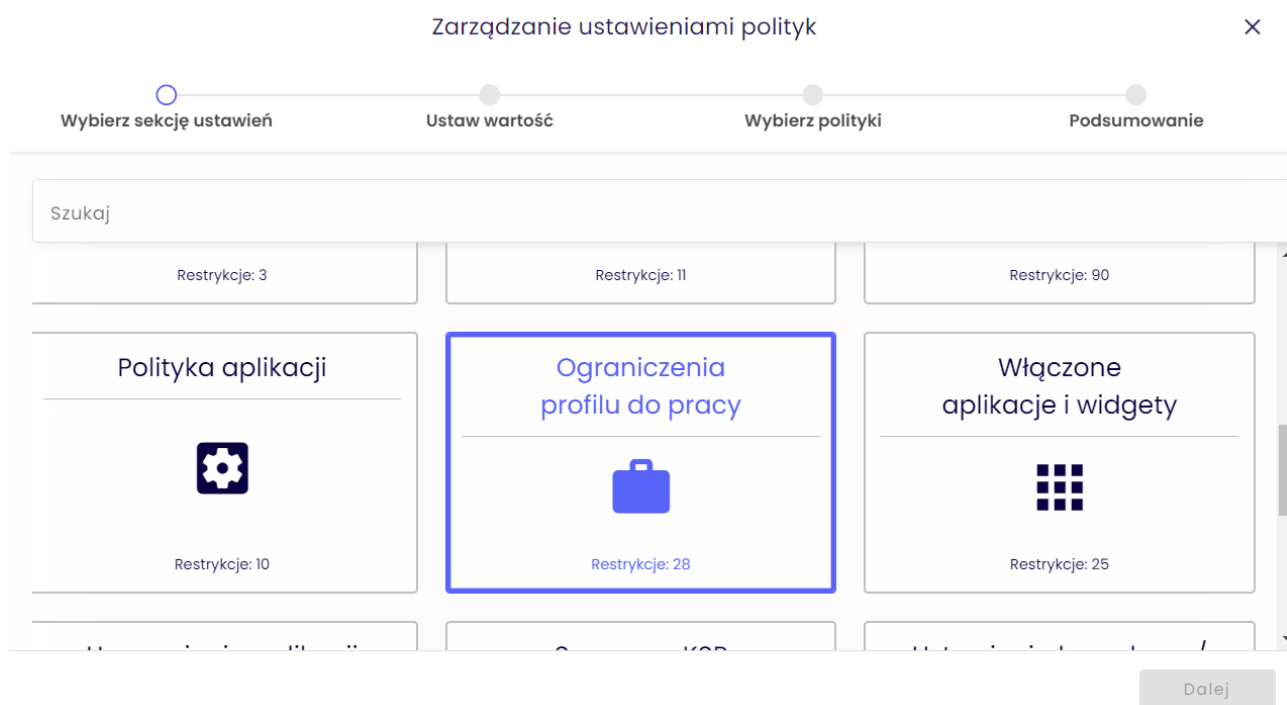 Zarządzanie ustawieniami polityk
Wybierz sekcję ustawień
Ustaw wartość
Wybierz polityki
Podsumowanie
Szukaj
Restrykcje: 3
Restrykcje: 11
Restrykcje: 90
Polityka aplikacji
Restrykcje: 10
Ograniczenia
profilu do pracy
Restrykcje: 28
Włączone
aplikacje i widgety
Restrykcje: 25
Dalej